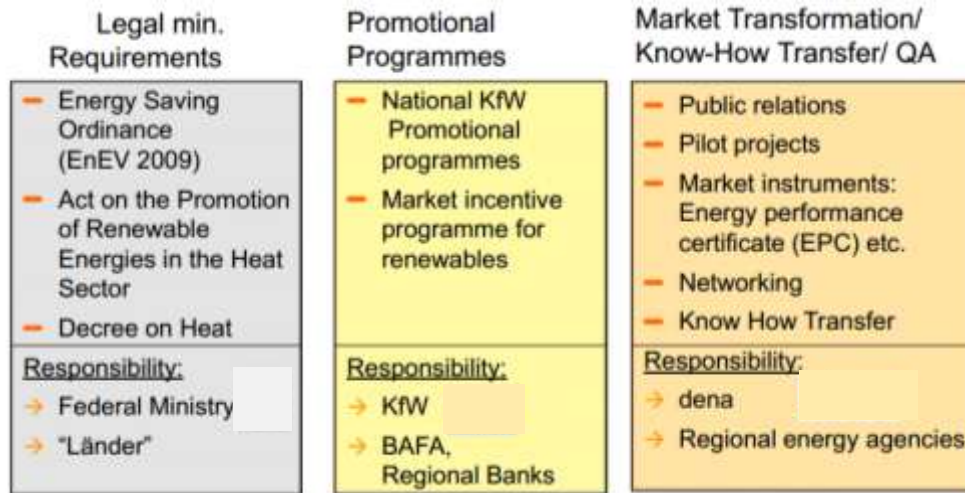 Legal min.
Requirements
– Energy Saving
Ordinance
(EnEV 2009)
– Act on the Promotion
of Renewable
Energies in the Heat
Sector
– Decree on Heat
Responsibility:
→ Federal Ministry
→ "Länder"
Promotional
Programmes
– National KfW
Promotional
programmes
– Market incentive
programme for
renewables
Responsibility:
→ KfW
→ BAFA,
Regional Banks
Market Transformation/
Know-How Transfer/ QA
– Public relations
– Pilot projects
– Market instruments:
Energy performance
certificate (EPC) etc.
– Networking
– Know How Transfer
Responsibility:
→ dena
→ Regional energy agencies